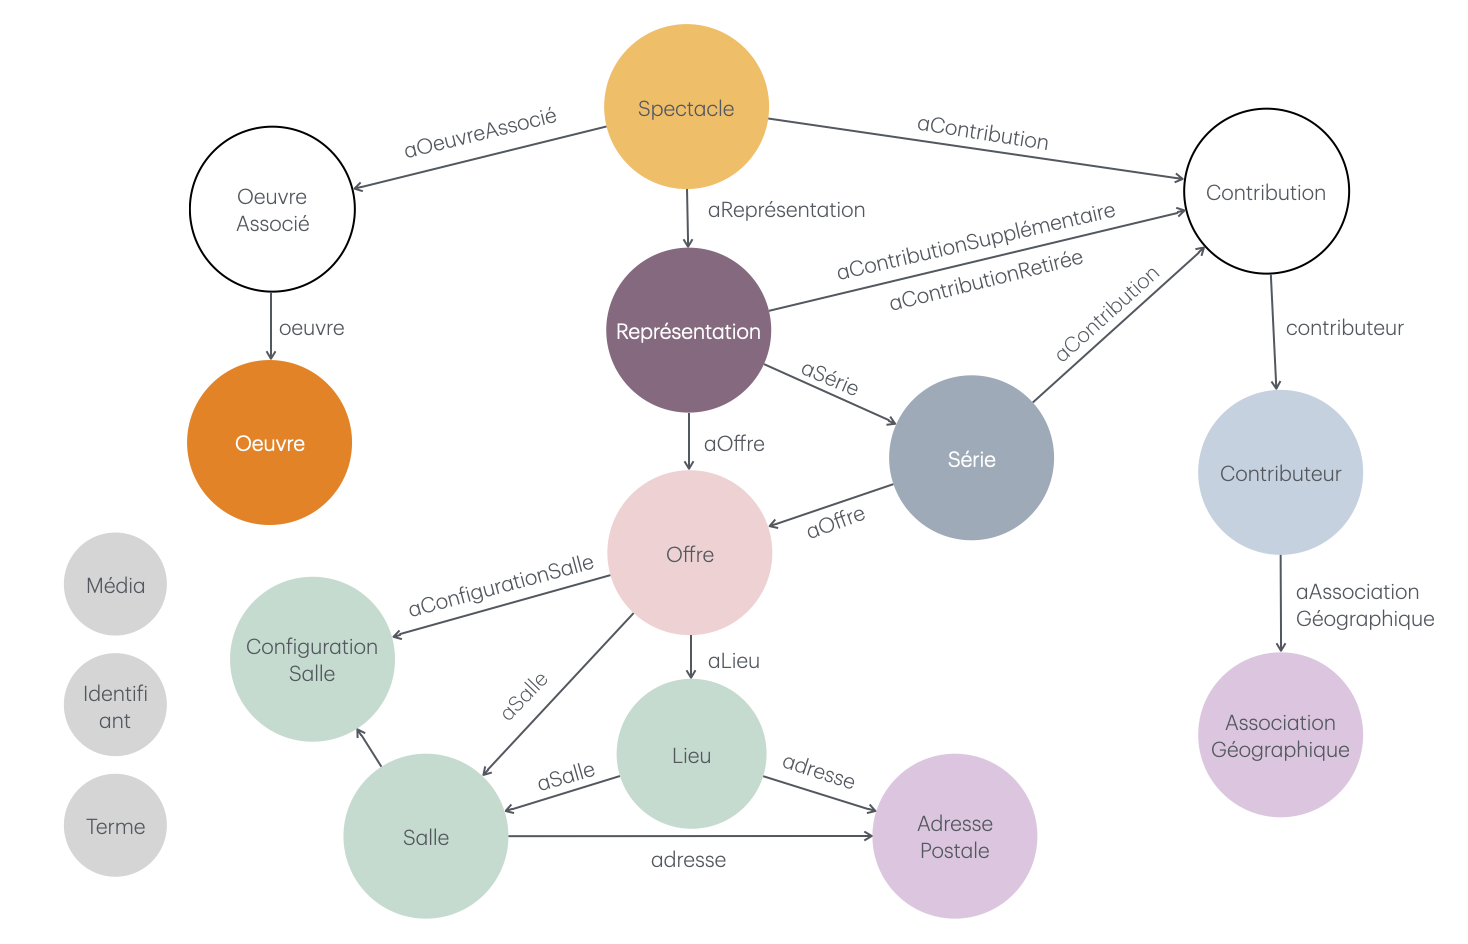 Spectacle
aOeuvreAssocié
aContribution
Oeuvre
Associé
Contribution
aReprésentation
aContributionSupplémentaire
aContributionRetirée
oeuvre
Représentation
aContribution
contributeur
aSérie
Oeuvre
aOffre
Série
Contributeur
aOffre
Offre
Média
aConfigurationSalle
aAssociation
Géographique
Configuration
Salle
aLieu
Identifi
ant
aSalle
Association
Géographique
Lieu
aSalle
adresse
Terme
Salle
Adresse
Postale
adresse